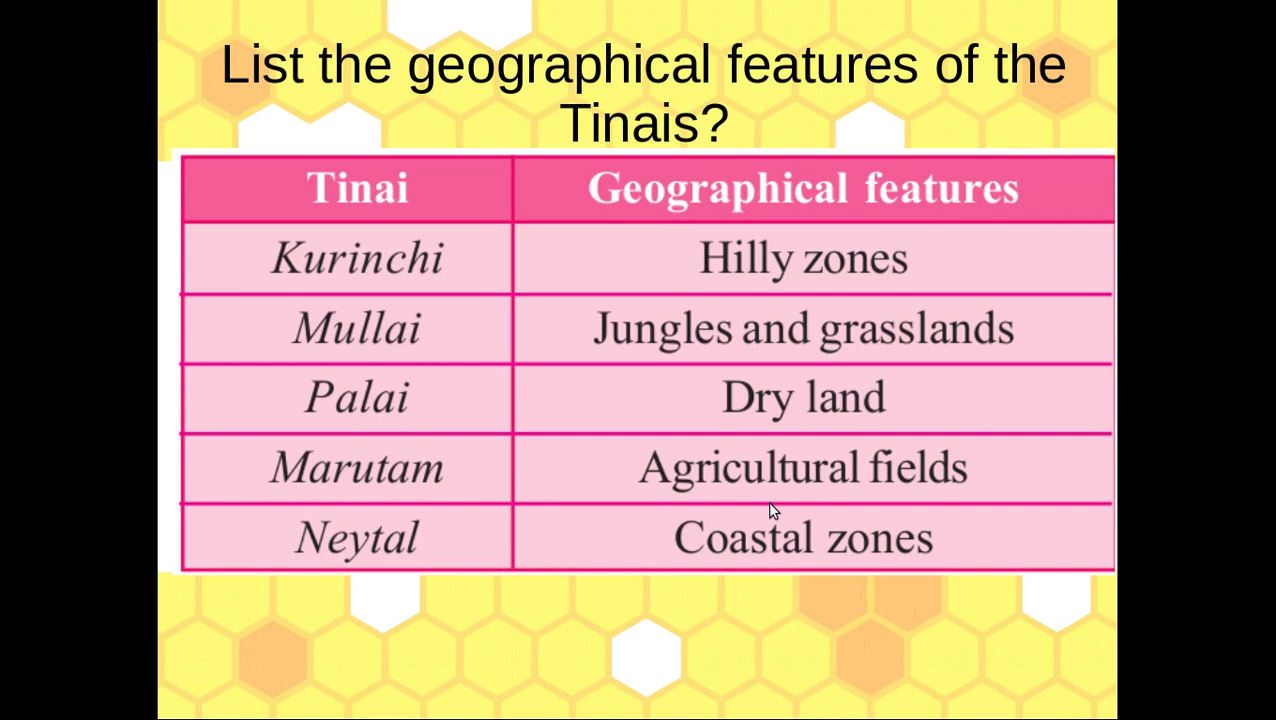 List the geographical features of the
Tinais?
Tinai Geographical features
Kurinchi Hilly zones
Mullai Jungles and grasslands
Palai Dry land
Marutam Agricultural fields
Neytal Coastal zones